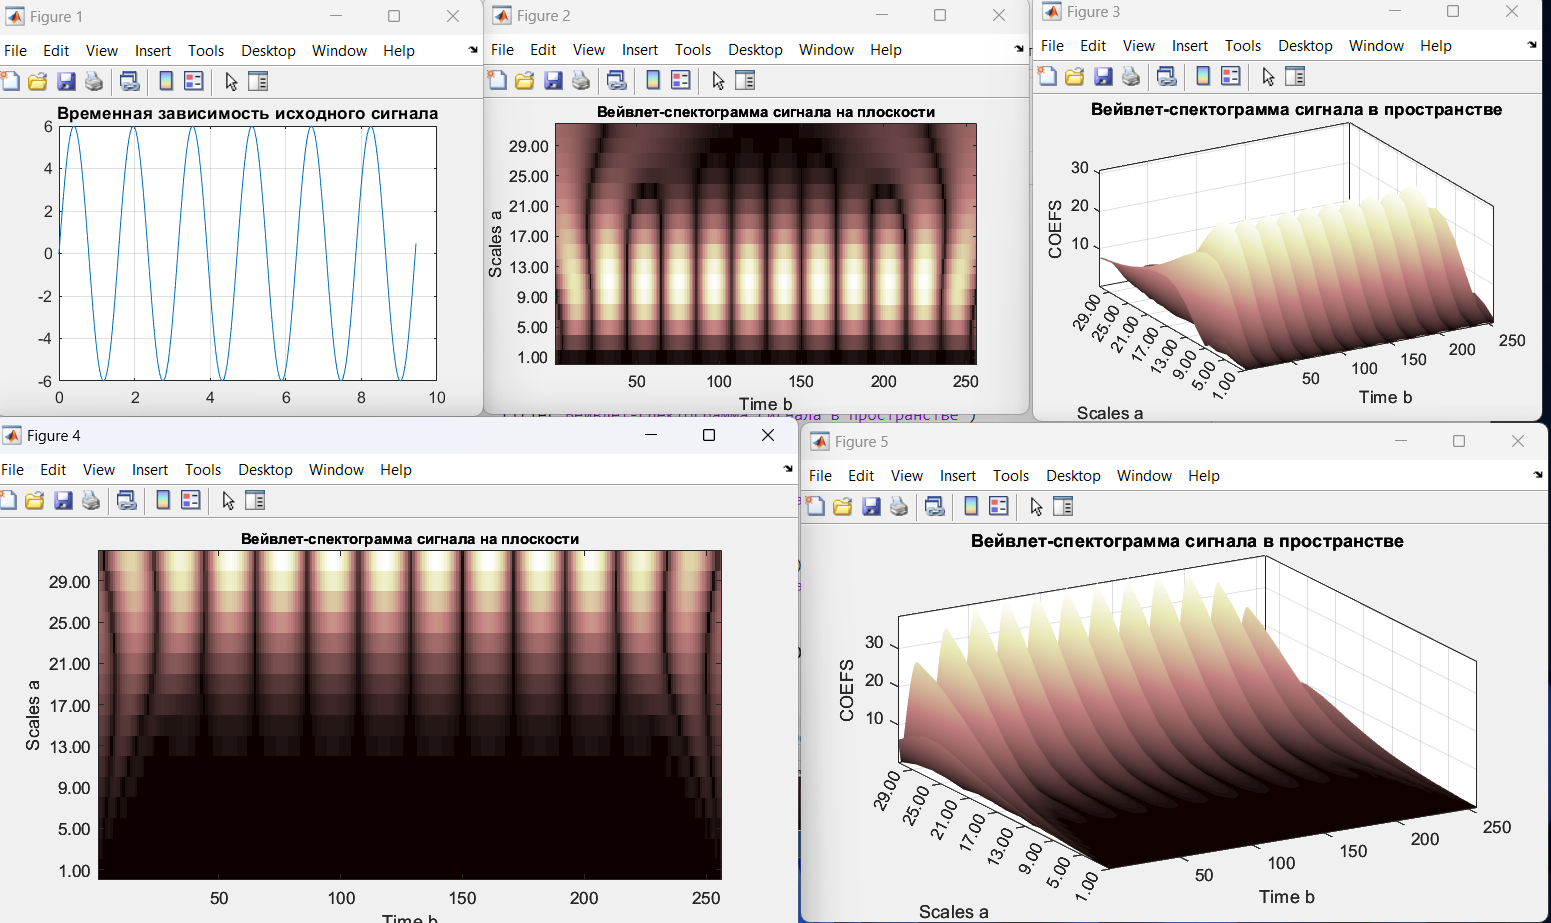 Figure 1
File Edit View Insert Tools Desktop Window Help
Временная зависимость исходного сигнала
6
4
2
0
-2
-4
-6
0 2 4 6 8 10
Figure 2
File Edit View Insert Tools Desktop Window Help
Вейвлет-спектограмма сигнала на плоскости
Scales a
29.00
25.00
21.00
17.00
13.00
9.00
5.00
1.00
50 100 150 200 250
Time b
Figure 3
File Edit View Insert Tools Desktop Window Help
Вейвлет-спектограмма сигнала в пространстве
COEFS
30
20
10
29.00
25.00
21.00
17.00
13.00
9.00
5.00
1.00
50 100 150 200 250
Time b
Scales a
Figure 4
File Edit View Insert Tools Desktop Window Help
Вейвлет-спектограмма сигнала на плоскости
Scales a
29.00
25.00
21.00
17.00
13.00
9.00
5.00
1.00
50 100 150 200 250
Time b
Figure 5
File Edit View Insert Tools Desktop Window Help
Вейвлет-спектограмма сигнала в пространстве
COEFS
30
20
10
29.00
25.00
21.00
17.00
13.00
9.00
5.00
1.00
50 100 150 200 250
Time b
Scales a